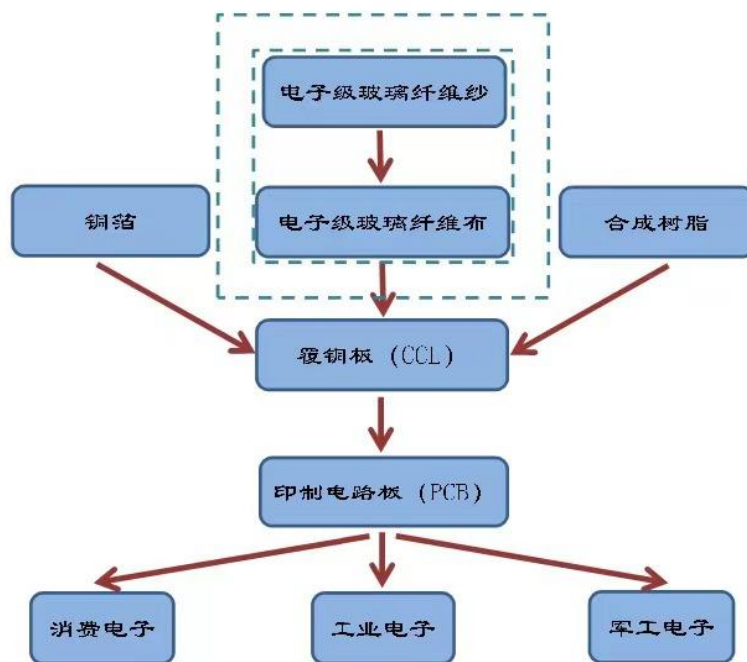 电子级玻璃纤维纱
铜箔
电子级玻璃纤维布
合成树脂
覆铜板（CCL）
印制电路板（PCB）
消费电子
工业电子
军工电子